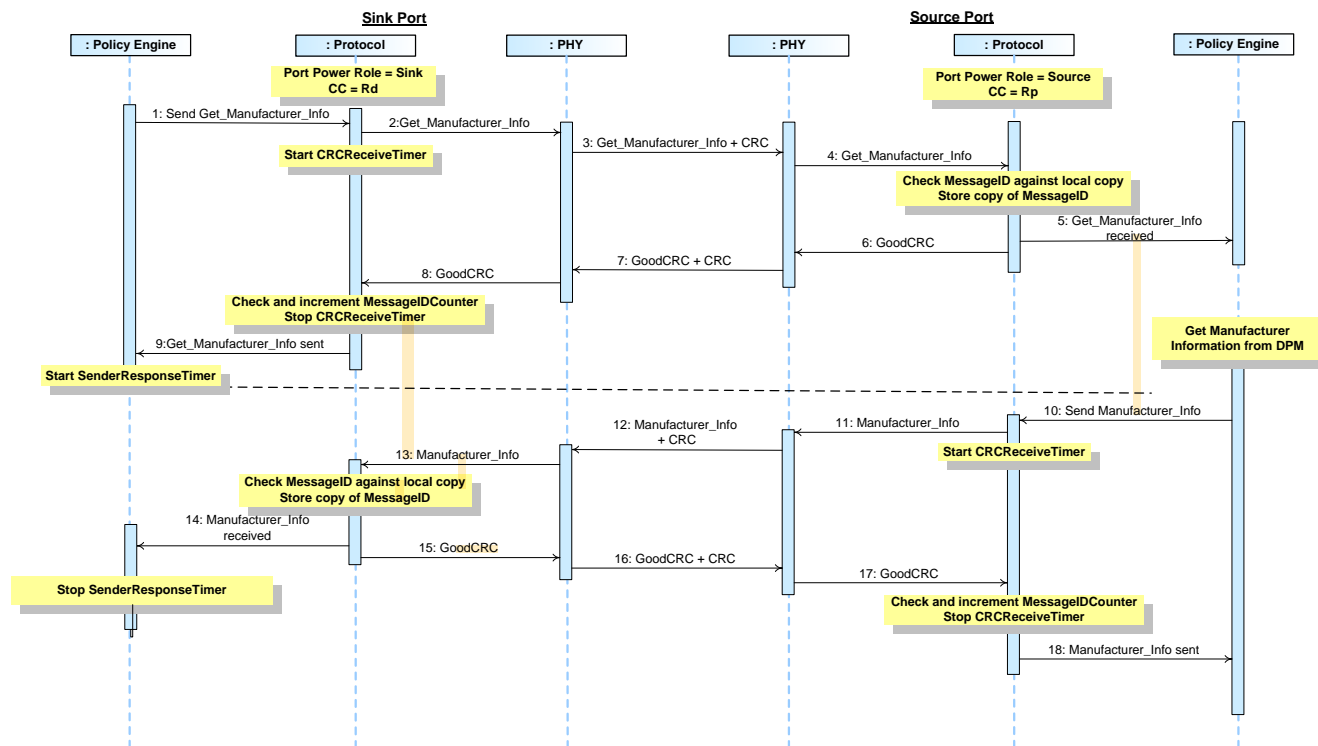 Sink Port
Source Port
: Policy Engine
: Protocol
: PHY
: PHY
: Protocol
: Policy Engine
Port Power Role = Sink
CC = Rd
Port Power Role = Source
CC = Rp
1: Send Get_Manufacturer_Info
2:Get_Manufacturer_Info
Start CRCReceiveTimer
3: Get_Manufacturer_Info + CRC
4: Get_Manufacturer_Info
Check MessageID against local copy
Store copy of MessageID
5: Get_Manufacturer_Info
received
6: GoodCRC
7: GoodCRC + CRC
8: GoodCRC
Check and increment MessageIDCounter
Stop CRCReceiveTimer
9:Get_Manufacturer_Info sent
Start SenderResponseTimer
Get Manufacturer
Information from DPM
10: Send Manufacturer_Info
11: Manufacturer_Info
Start CRCReceiveTimer
12: Manufacturer_Info
+ CRC
13: Manufacturer_Info
Check MessageID against local copy
Store copy of MessageID
14: Manufacturer_Info
received
15: GoodCRC
16: GoodCRC + CRC
17: GoodCRC
Stop SenderResponseTimer
Check and increment MessageIDCounter
Stop CRCReceiveTimer
18: Manufacturer_Info sent